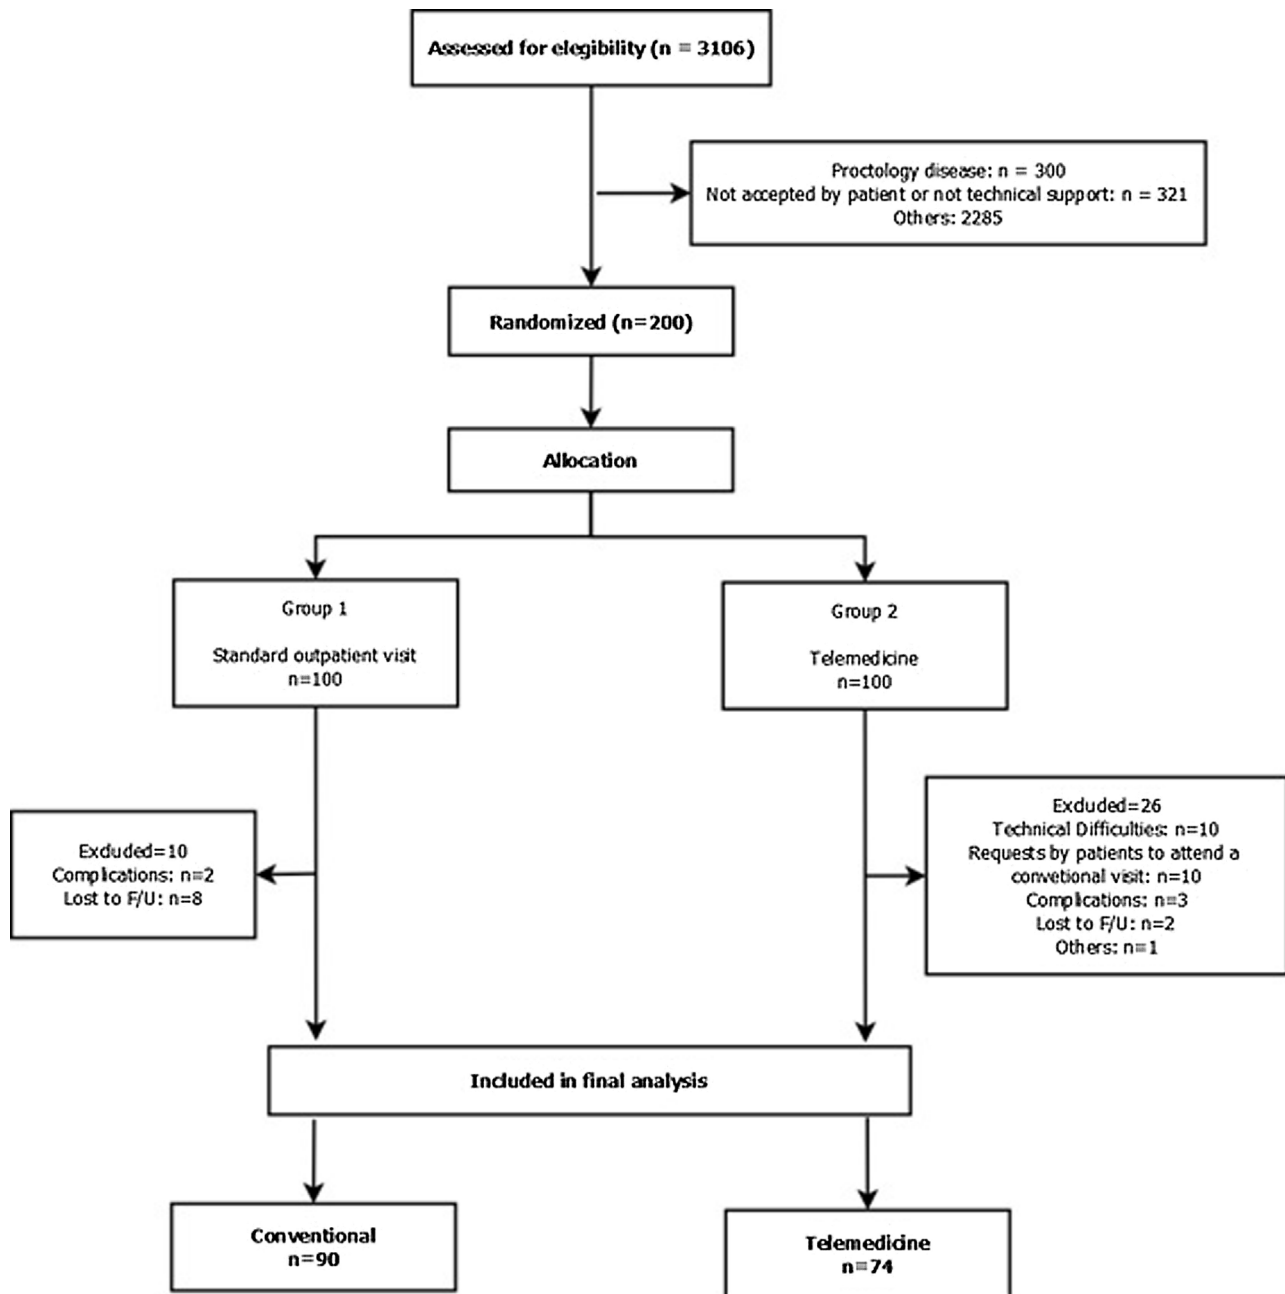 Assessed for elegibility (n = 3106)
Proctology disease: n = 300
Not accepted by patient or not technical support: n = 321
Others: 2285
Randomized (n=200)
Allocation
Group 1
Standard outpatient visit
n=100
Group 2
Telemedicine
n=100
Excluded=10
Complications: n=2
Lost to F/U: n=8
Excluded=26
Technical Difficulties: n=10
Requests by patients to attend a
convetional visit: n=10
Complications: n=3
Lost to F/U: n=2
Others: n=1
Included in final analysis
Conventional
n=90
Telemedicine
n=74